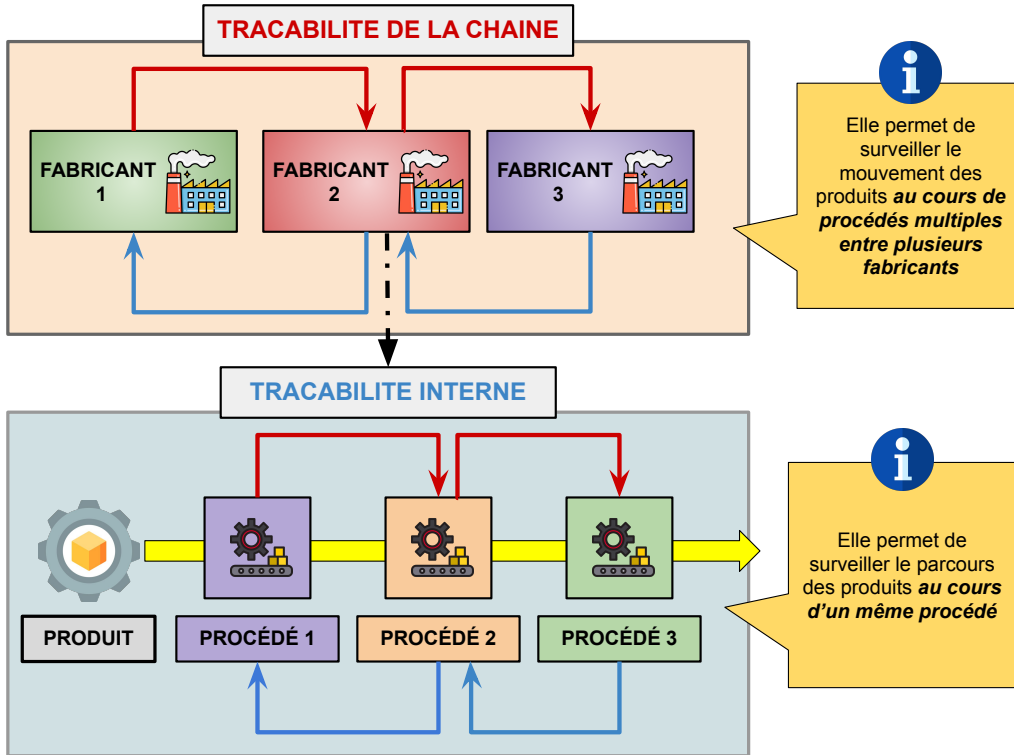 TRACABILITE DE LA CHAINE
FABRICANT
1
FABRICANT
2
FABRICANT
3
i
Elle permet de
surveiller le
mouvement des
produits au cours de
procédés multiples
entre plusieurs
fabricants
TRACABILITE INTERNE
PRODUIT
PROCÉDÉ 1
PROCÉDÉ 2
PROCÉDÉ 3
i
Elle permet de
surveiller le parcours
des produits au cours
d'un même procédé